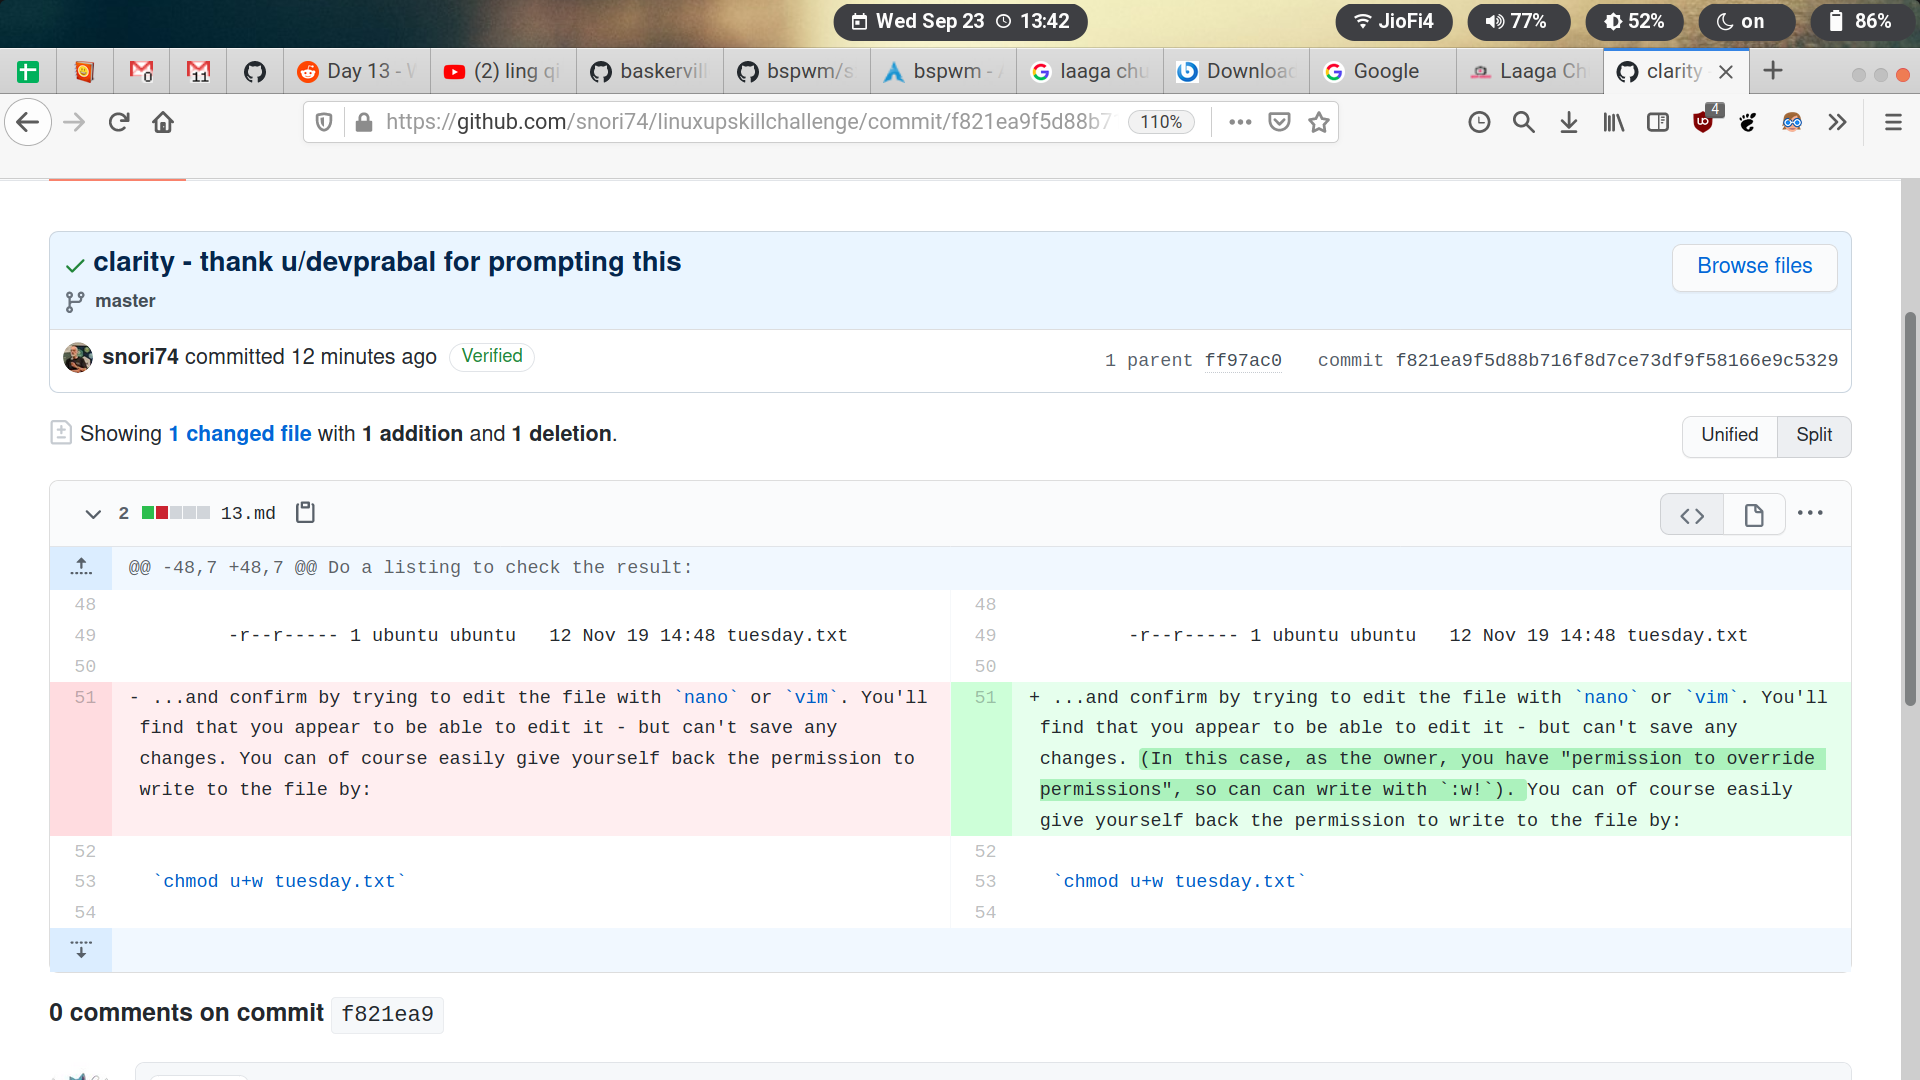 Wed Sep 23 13:42
JioFi4 77% 52% on 86%
0 11 Day 13 - (2) ling qi baskervill bspwm/s bspwm - laaga chu Download Google Laaga Ch clarity
https://github.com/snori74/linuxupskillchallenge/commit/f821ea9f5d88b7 110% 4
clarity - thank u/devprabal for prompting this
Browse files
master
snori74 committed 12 minutes ago Verified 1 parent ff97ac0 commit f821ea9f5d88b716f8d7ce73df9f58166e9c5329
Showing 1 changed file with 1 addition and 1 deletion.
Unified Split
2 13.md
@@ -48,7 +48,7 @@ Do a listing to check the result:
48
49 -r--r----- 1 ubuntu ubuntu 12 Nov 19 14:48 tuesday.txt
50
51 - ...and confirm by trying to edit the file with `nano` or `vim`. You'll
find that you appear to be able to edit it - but can't save any
changes. You can of course easily give yourself back the permission to
write to the file by:
52
53 `chmod u+w tuesday.txt`
54
48
49 -r--r----- 1 ubuntu ubuntu 12 Nov 19 14:48 tuesday.txt
50
51 + ...and confirm by trying to edit the file with `nano` or `vim`. You'll
find that you appear to be able to edit it - but can't save any
changes. (In this case, as the owner, you have "permission to override
permissions", so can can write with `:w!`). You can of course easily
give yourself back the permission to write to the file by:
52
53 `chmod u+w tuesday.txt`
54
0 comments on commit f821ea9